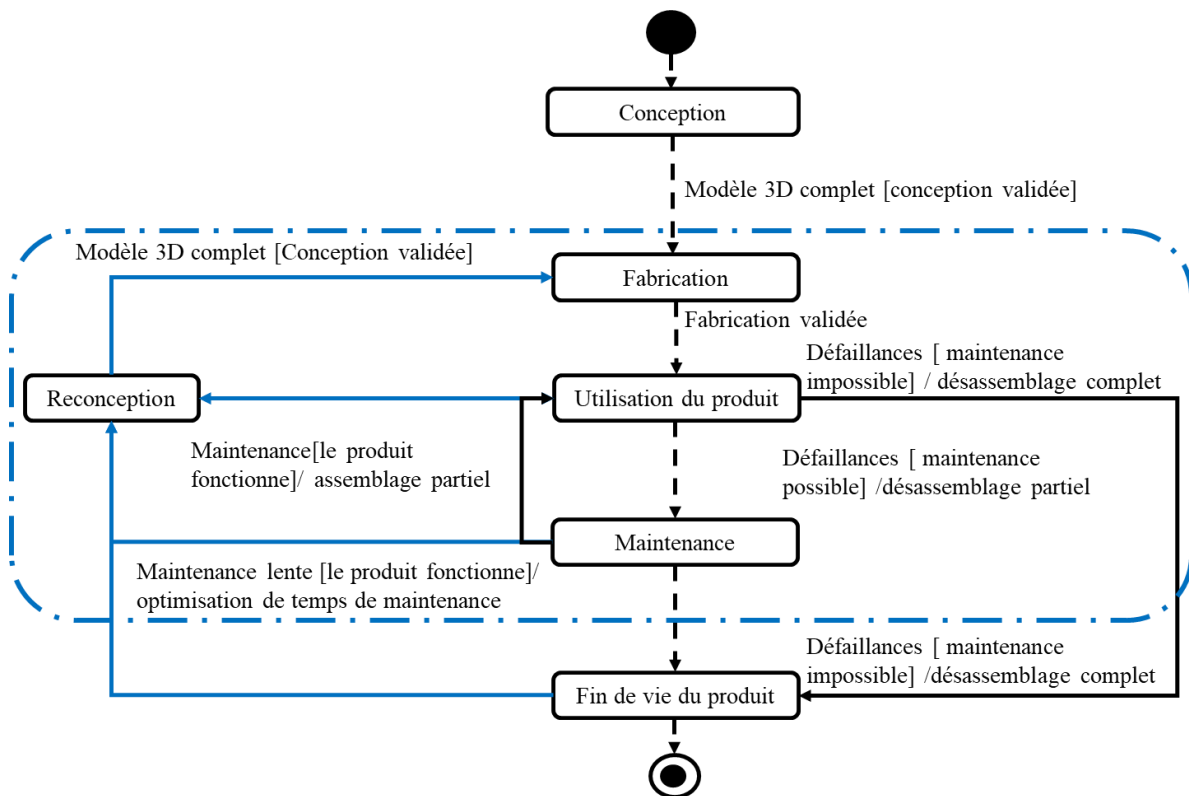 Conception
Modèle 3D complet [conception validée]
Modèle 3D complet [Conception validée]
Fabrication
Fabrication validée
Défaillances [ maintenance
impossible] / désassemblage complet
Reconception
Utilisation du produit
Maintenance[le produit
fonctionne]/ assemblage partiel
Défaillances [ maintenance
possible] /désassemblage partiel
Maintenance
Maintenance lente [le produit fonctionne]/
optimisation de temps de maintenance
Défaillances [ maintenance
impossible] /désassemblage complet
Fin de vie du produit